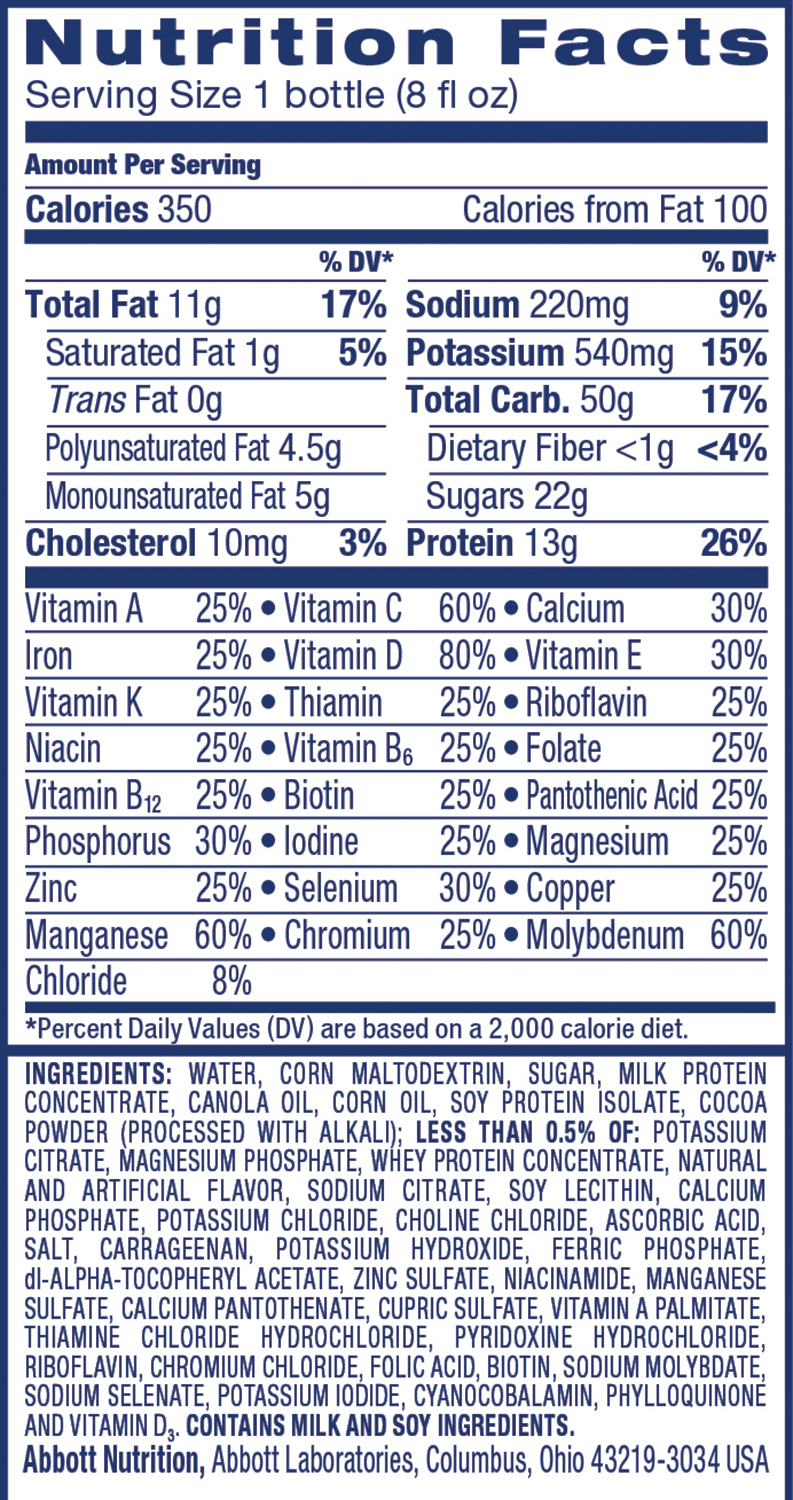 Nutrition Facts
Serving Size 1 bottle (8 fl oz)
Amount Per Serving
Calories 350 Calories from Fat 100
% DV* % DV*
Total Fat 11g 17% Sodium 220mg 9%
Saturated Fat 1g 5% Potassium 540mg 15%
Trans Fat 0g Total Carb. 50g 17%
Polyunsaturated Fat 4.5g Dietary Fiber <1g <4%
Monounsaturated Fat 5g Sugars 22g
Cholesterol 10mg 3% Protein 13g 26%
Vitamin A 25% • Vitamin C 60% • Calcium 30%
Iron 25% • Vitamin D 80% • Vitamin E 30%
Vitamin K 25% • Thiamin 25% • Riboflavin 25%
Niacin 25% • Vitamin B₆ 25% • Folate 25%
Vitamin B₁₂ 25% • Biotin 25% • Pantothenic Acid 25%
Phosphorus 30% • Iodine 25% • Magnesium 25%
Zinc 25% • Selenium 30% • Copper 25%
Manganese 60% • Chromium 25% • Molybdenum 60%
Chloride 8%
*Percent Daily Values (DV) are based on a 2,000 calorie diet.
INGREDIENTS: WATER, CORN MALTODEXTRIN, SUGAR, MILK PROTEIN
CONCENTRATE, CANOLA OIL, CORN OIL, SOY PROTEIN ISOLATE, COCOA
POWDER (PROCESSED WITH ALKALI); LESS THAN 0.5% OF: POTASSIUM
CITRATE, MAGNESIUM PHOSPHATE, WHEY PROTEIN CONCENTRATE, NATURAL
AND ARTIFICIAL FLAVOR, SODIUM CITRATE, SOY LECITHIN, CALCIUM
PHOSPHATE, POTASSIUM CHLORIDE, CHOLINE CHLORIDE, ASCORBIC ACID,
SALT, CARRAGEENAN, POTASSIUM HYDROXIDE, FERRIC PHOSPHATE,
dl-ALPHA-TOCOPHERYL ACETATE, ZINC SULFATE, NIACINAMIDE, MANGANESE
SULFATE, CALCIUM PANTOTHENATE, CUPRIC SULFATE, VITAMIN A PALMITATE,
THIAMINE CHLORIDE HYDROCHLORIDE, PYRIDOXINE HYDROCHLORIDE,
RIBOFLAVIN, CHROMIUM CHLORIDE, FOLIC ACID, BIOTIN, SODIUM MOLYBDATE,
SODIUM SELENATE, POTASSIUM IODIDE, CYANOCOBALAMIN, PHYLLOQUINONE
AND VITAMIN D₃. CONTAINS MILK AND SOY INGREDIENTS.
Abbott Nutrition, Abbott Laboratories, Columbus, Ohio 43219-3034 USA